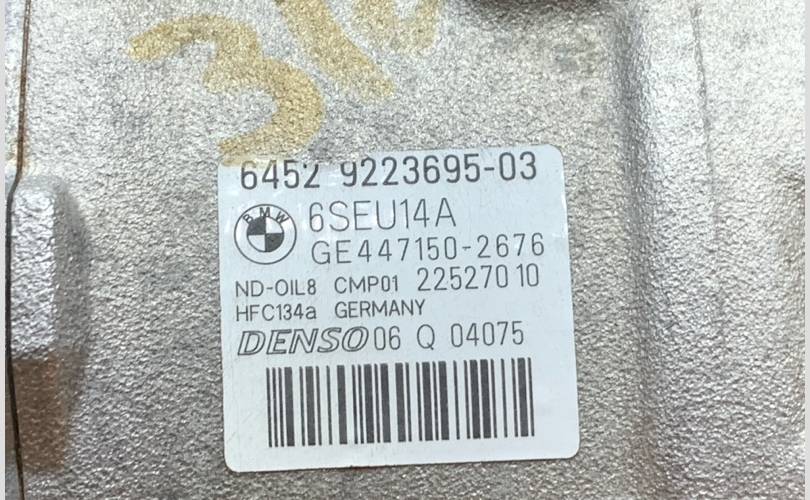 6452 9223695-03
BMW
6SEU14A
GE447150-2676
ND-OIL8 CMP01 22527010
HFC134a GERMANY
DENSO 06 Q 04075